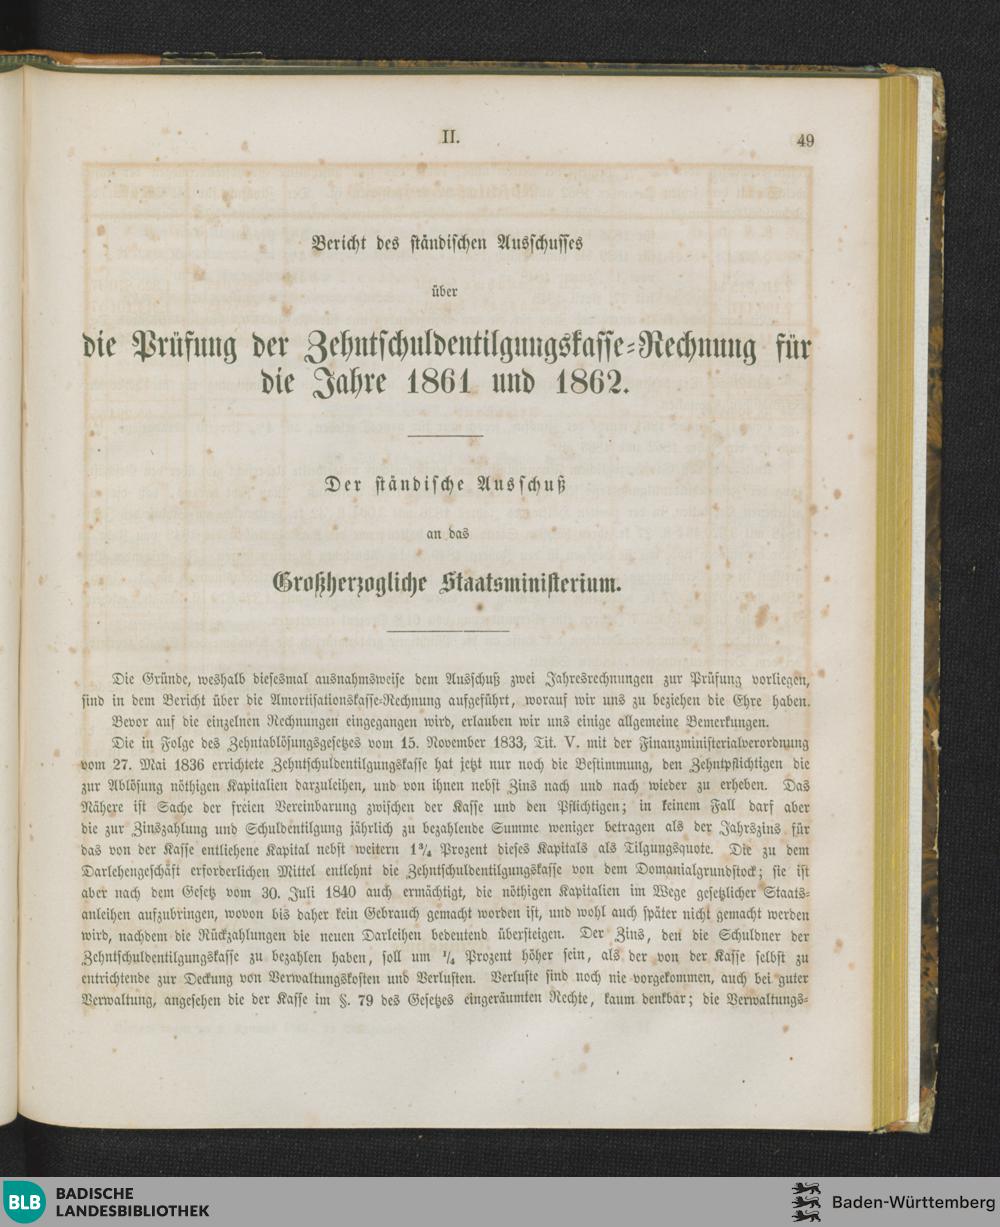 II.
49
Bericht des ständischen Ausschusses
über
die Prüfung der Zehntschuldentilgungskasse-Rechnung für
die Jahre 1861 und 1862.
Der ständische Ausschuß
an das
Großherzogliche Staatsministerium.
Die Gründe, weshalb diesesmal ausnahmsweise dem Ausschuß zwei Jahresrechnungen zur Prüfung vorliegen,
sind in dem Bericht über die Amortisationskasse-Rechnung aufgeführt, worauf wir uns zu beziehen die Ehre haben.
Bevor auf die einzelnen Rechnungen eingegangen wird, erlauben wir uns einige allgemeine Bemerkungen.
Die in Folge des Zehntablösungsgesetzes vom 15. November 1833, Tit. V. mit der Finanzministerialverordnung
vom 27. Mai 1836 errichtete Zehntschuldentilgungskasse hat jetzt nur noch die Bestimmung, den Zehntpflichtigen die
zur Ablösung nöthigen Kapitalien darzuleihen, und von ihnen nebst Zins nach und nach wieder zu erheben. Das
Nähere ist Sache der freien Vereinbarung zwischen der Kasse und den Pflichtigen; in keinem Fall darf aber
die zur Zinszahlung und Schuldentilgung jährlich zu bezahlende Summe weniger betragen als der Jahrszins für
das von der Kasse entliehene Kapital nebst weitern 1¾ Prozent dieses Kapitals als Tilgungsquote. Die zu dem
Darlehengeschäft erforderlichen Mittel entlehnt die Zehntschuldentilgungskasse von dem Domanialgrundstock; sie ist
aber nach dem Gesetz vom 30. Juli 1840 auch ermächtigt, die nöthigen Kapitalien im Wege gesetzlicher Staats-
anleihen aufzubringen, wovon bis daher kein Gebrauch gemacht worden ist, und wohl auch später nicht gemacht werden
wird, nachdem die Rückzahlungen die neuen Darleihen bedeutend übersteigen. Der Zins, den die Schuldner der
Zehntschuldentilgungskasse zu bezahlen haben, soll um ¼ Prozent höher sein, als der von der Kasse selbst zu
entrichtende zur Deckung von Verwaltungskosten und Verlusten. Verluste sind noch nie vorgekommen, auch bei guter
Verwaltung, angesehen die der Kasse im §. 79 des Gesetzes eingeräumten Rechte, kaum denkbar; die Verwaltungs-
BLB
BADISCHE
LANDESBIBLIOTHEK
Baden-Württemberg